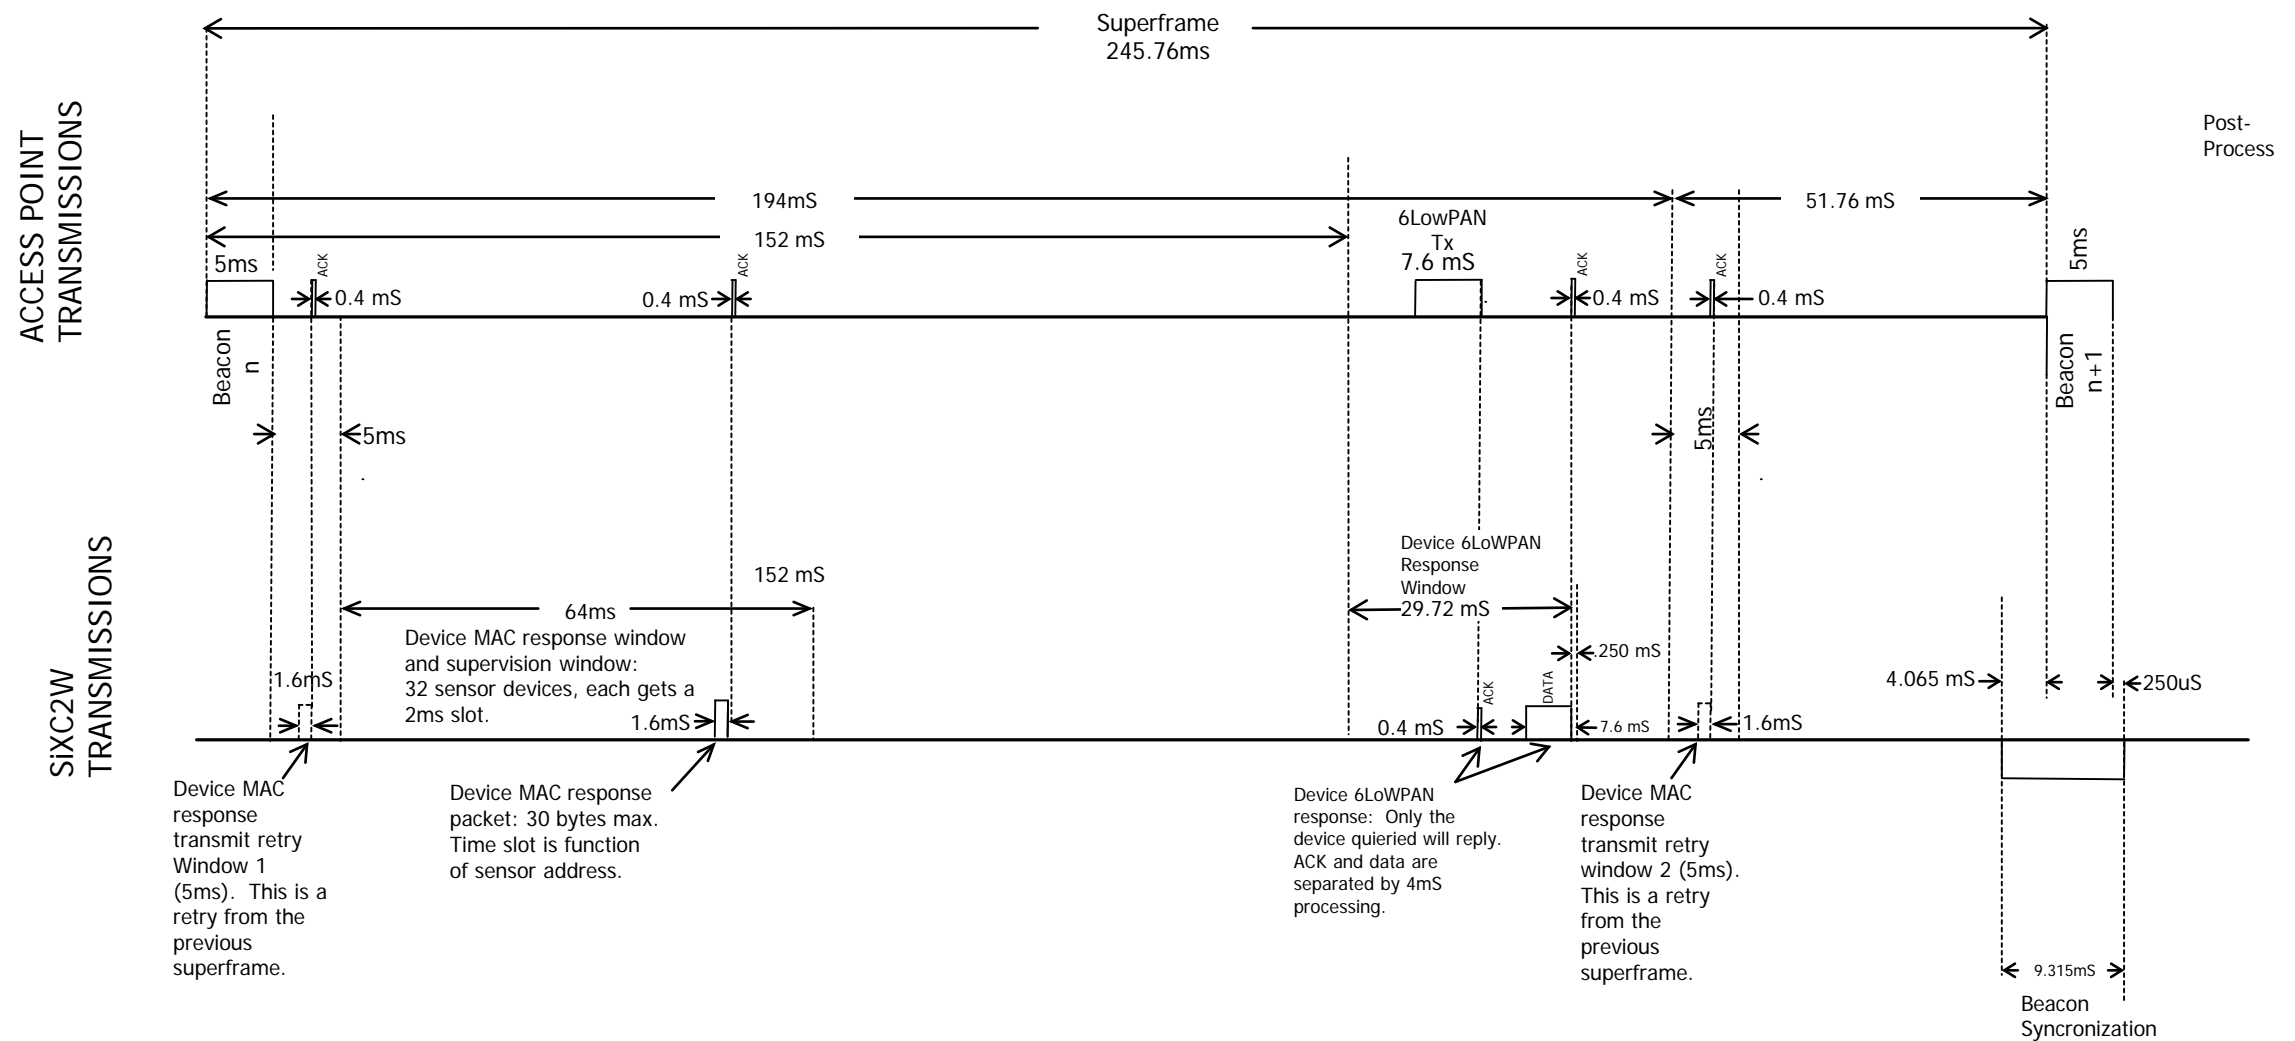 Superframe
245.76ms
ACCESS POINT
TRANSMISSIONS
Post-
Process
194mS
51.76 mS
152 mS
6LowPAN
Tx
7.6 mS
5ms
ACK
0.4 mS
0.4 mS
ACK
ACK
0.4 mS
ACK
0.4 mS
5ms
Beacon
n
Beacon
n+1
5ms
5ms
SiXC2W
TRANSMISSIONS
152 mS
64ms
Device MAC response window
and supervision window:
32 sensor devices, each gets a
2ms slot.
1.6mS
1.6mS
Device 6LoWPAN
Response
Window
29.72 mS
.250 mS
ACK
DATA
0.4 mS
7.6 mS
1.6mS
4.065 mS
250uS
Device MAC
response
transmit retry
Window 1
(5ms).  This is a
retry from the
previous
superframe.
Device MAC response
packet: 30 bytes max.
Time slot is function
of sensor address.
Device 6LoWPAN
response:  Only the
device quieried will reply.
ACK and data are
separated by 4mS
processing.
Device MAC
response
transmit retry
window 2 (5ms).
This is a retry
from the
previous
superframe.
9.315mS
Beacon
Syncronization